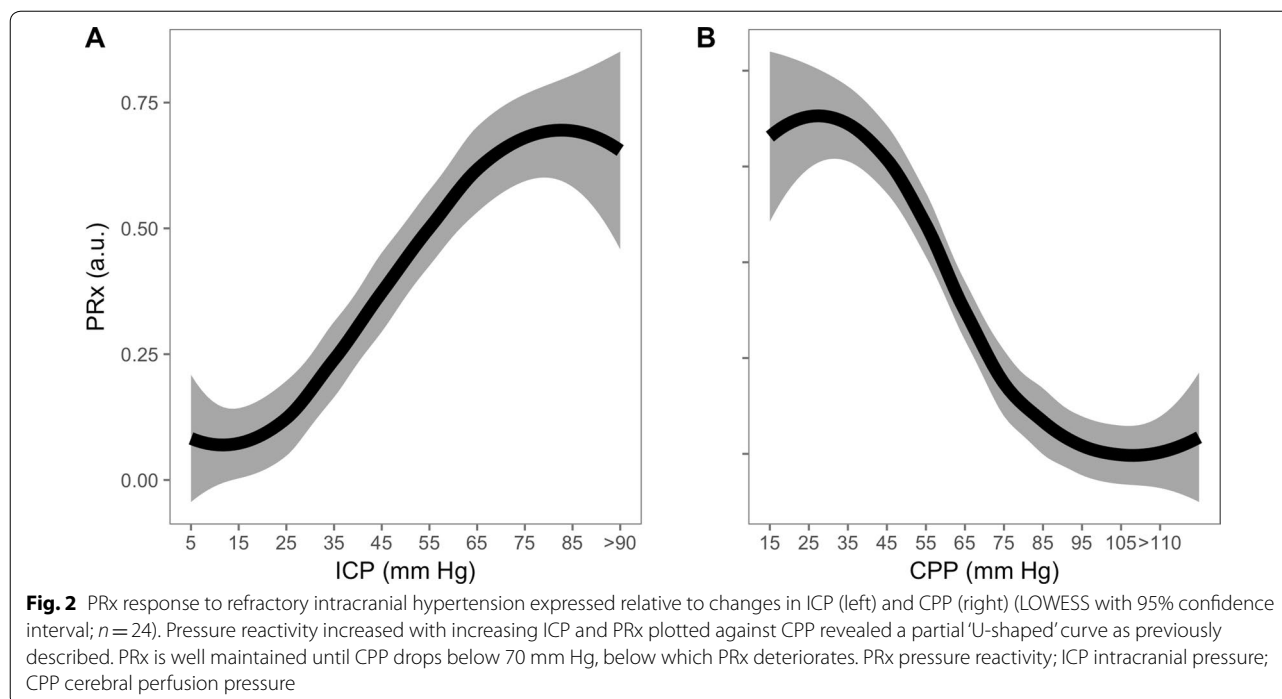 A
B
PRx (a.u.)
0.75
0.50
0.25
0.00
5 15 25 35 45 55 65 75 85 >90
ICP (mm Hg)
15 25 35 45 55 65 75 85 95 105 >110
CPP (mm Hg)
Fig. 2 PRx response to refractory intracranial hypertension expressed relative to changes in ICP (left) and CPP (right) (LOWESS with 95% confidence
interval; n = 24). Pressure reactivity increased with increasing ICP and PRx plotted against CPP revealed a partial ‘U-shaped’ curve as previously
described. PRx is well maintained until CPP drops below 70 mm Hg, below which PRx deteriorates. PRx pressure reactivity; ICP intracranial pressure;
CPP cerebral perfusion pressure